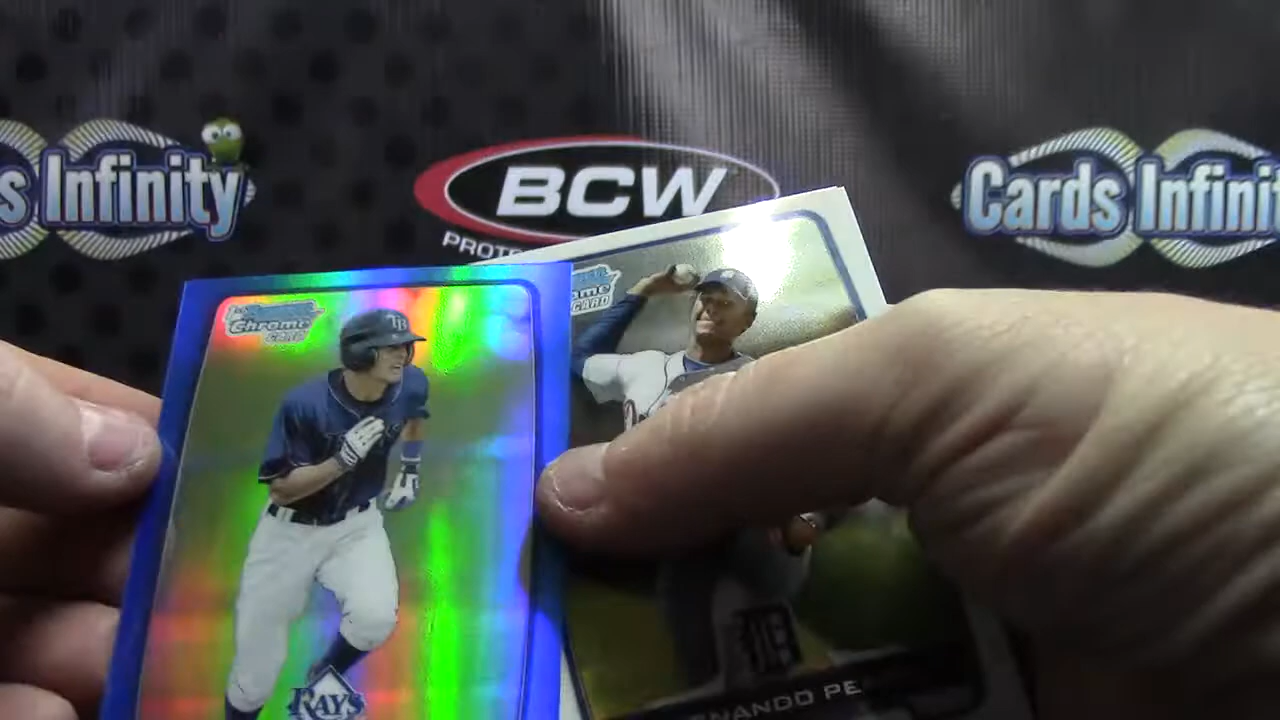 s Infinity
BCW
PROTE
Cards Infinit
Chrome
CARD
TB
ome
CARD
RAYS
NANDO PE